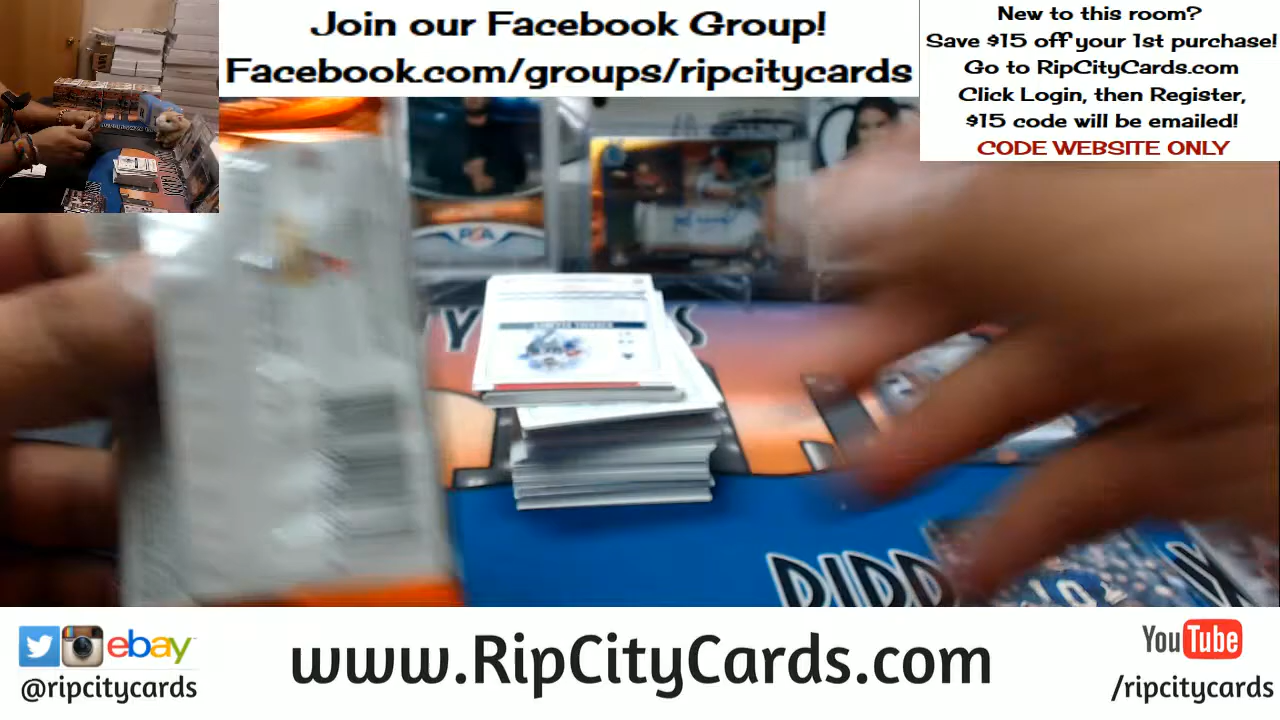 Join our Facebook Group!
Facebook.com/groups/ripcitycards
New to this room?
Save $15 off your 1st purchase!
Go to RipCityCards.com
Click Login, then Register,
$15 code will be emailed!
CODE WEBSITE ONLY
ebay
@ripcitycards
www.RipCityCards.com
YouTube
/ripcitycards